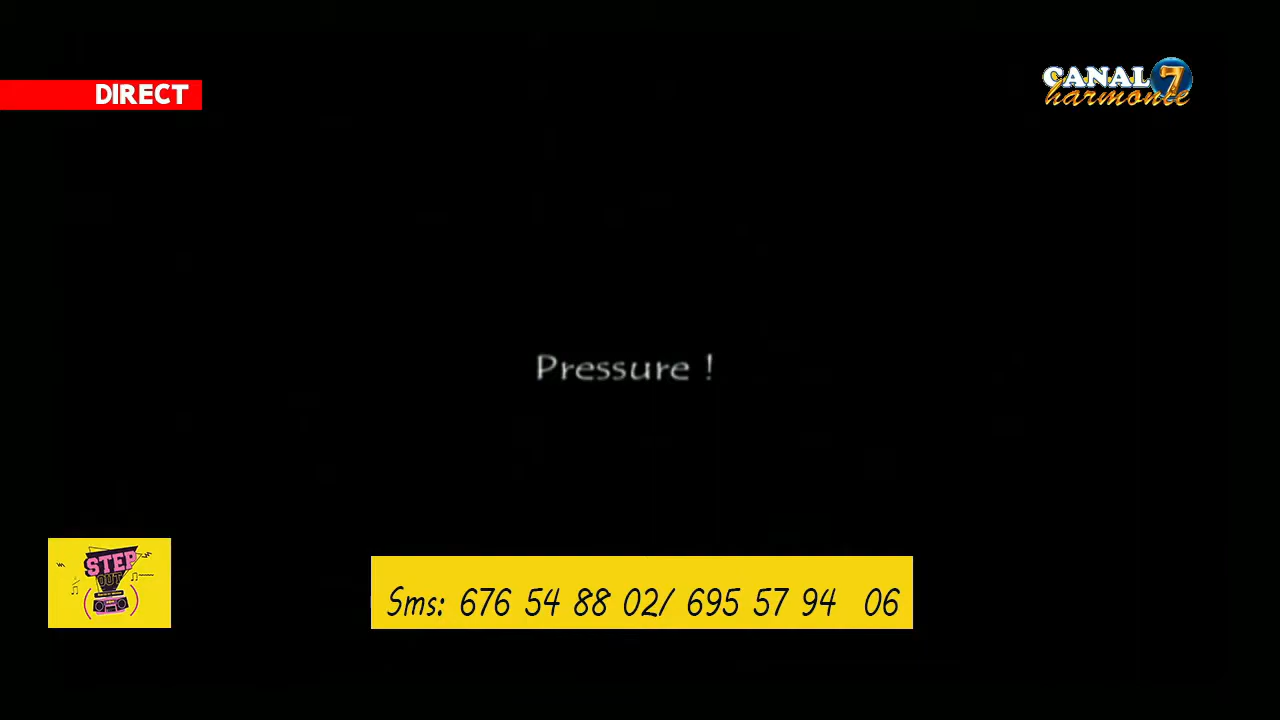 DIRECT
CANAL 7
harmonie
Pressure !
STEP
OUT
Sms: 676 54 88 02/ 695 57 94 06